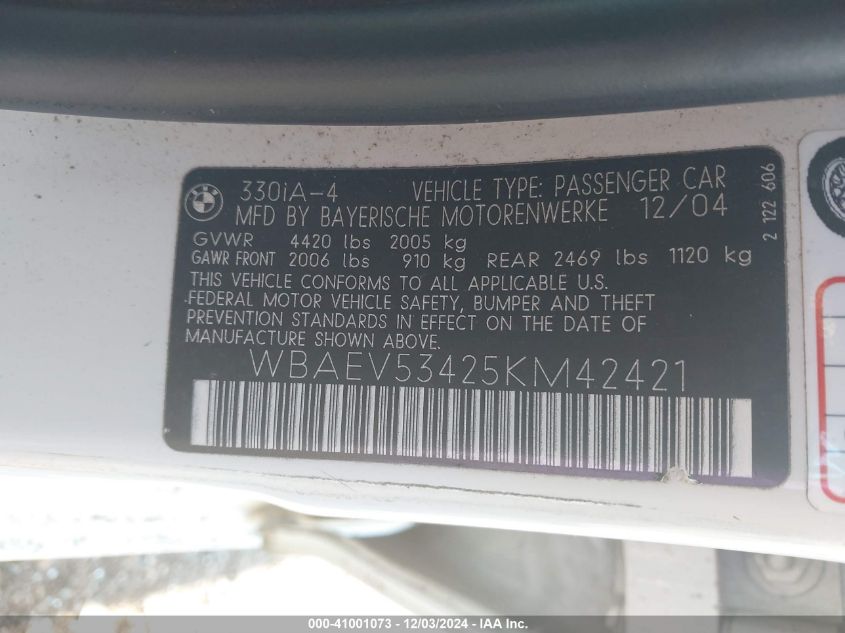 330iA-4 VEHICLE TYPE: PASSENGER CAR
MFD BY BAYERISCHE MOTORENWERKE 12/04
GVWR 4420 lbs 2005 kg
GAWR FRONT 2006 lbs 910 kg REAR 2469 lbs 1120 kg
THIS VEHICLE CONFORMS TO ALL APPLICABLE U.S.
FEDERAL MOTOR VEHICLE SAFETY, BUMPER AND THEFT
PREVENTION STANDARDS IN EFFECT ON THE DATE OF
MANUFACTURE SHOWN ABOVE.
WBAEV53425KM42421
2 122 606
000-41001073 - 12/03/2024 - COPYRIGHT IAA, LLC.